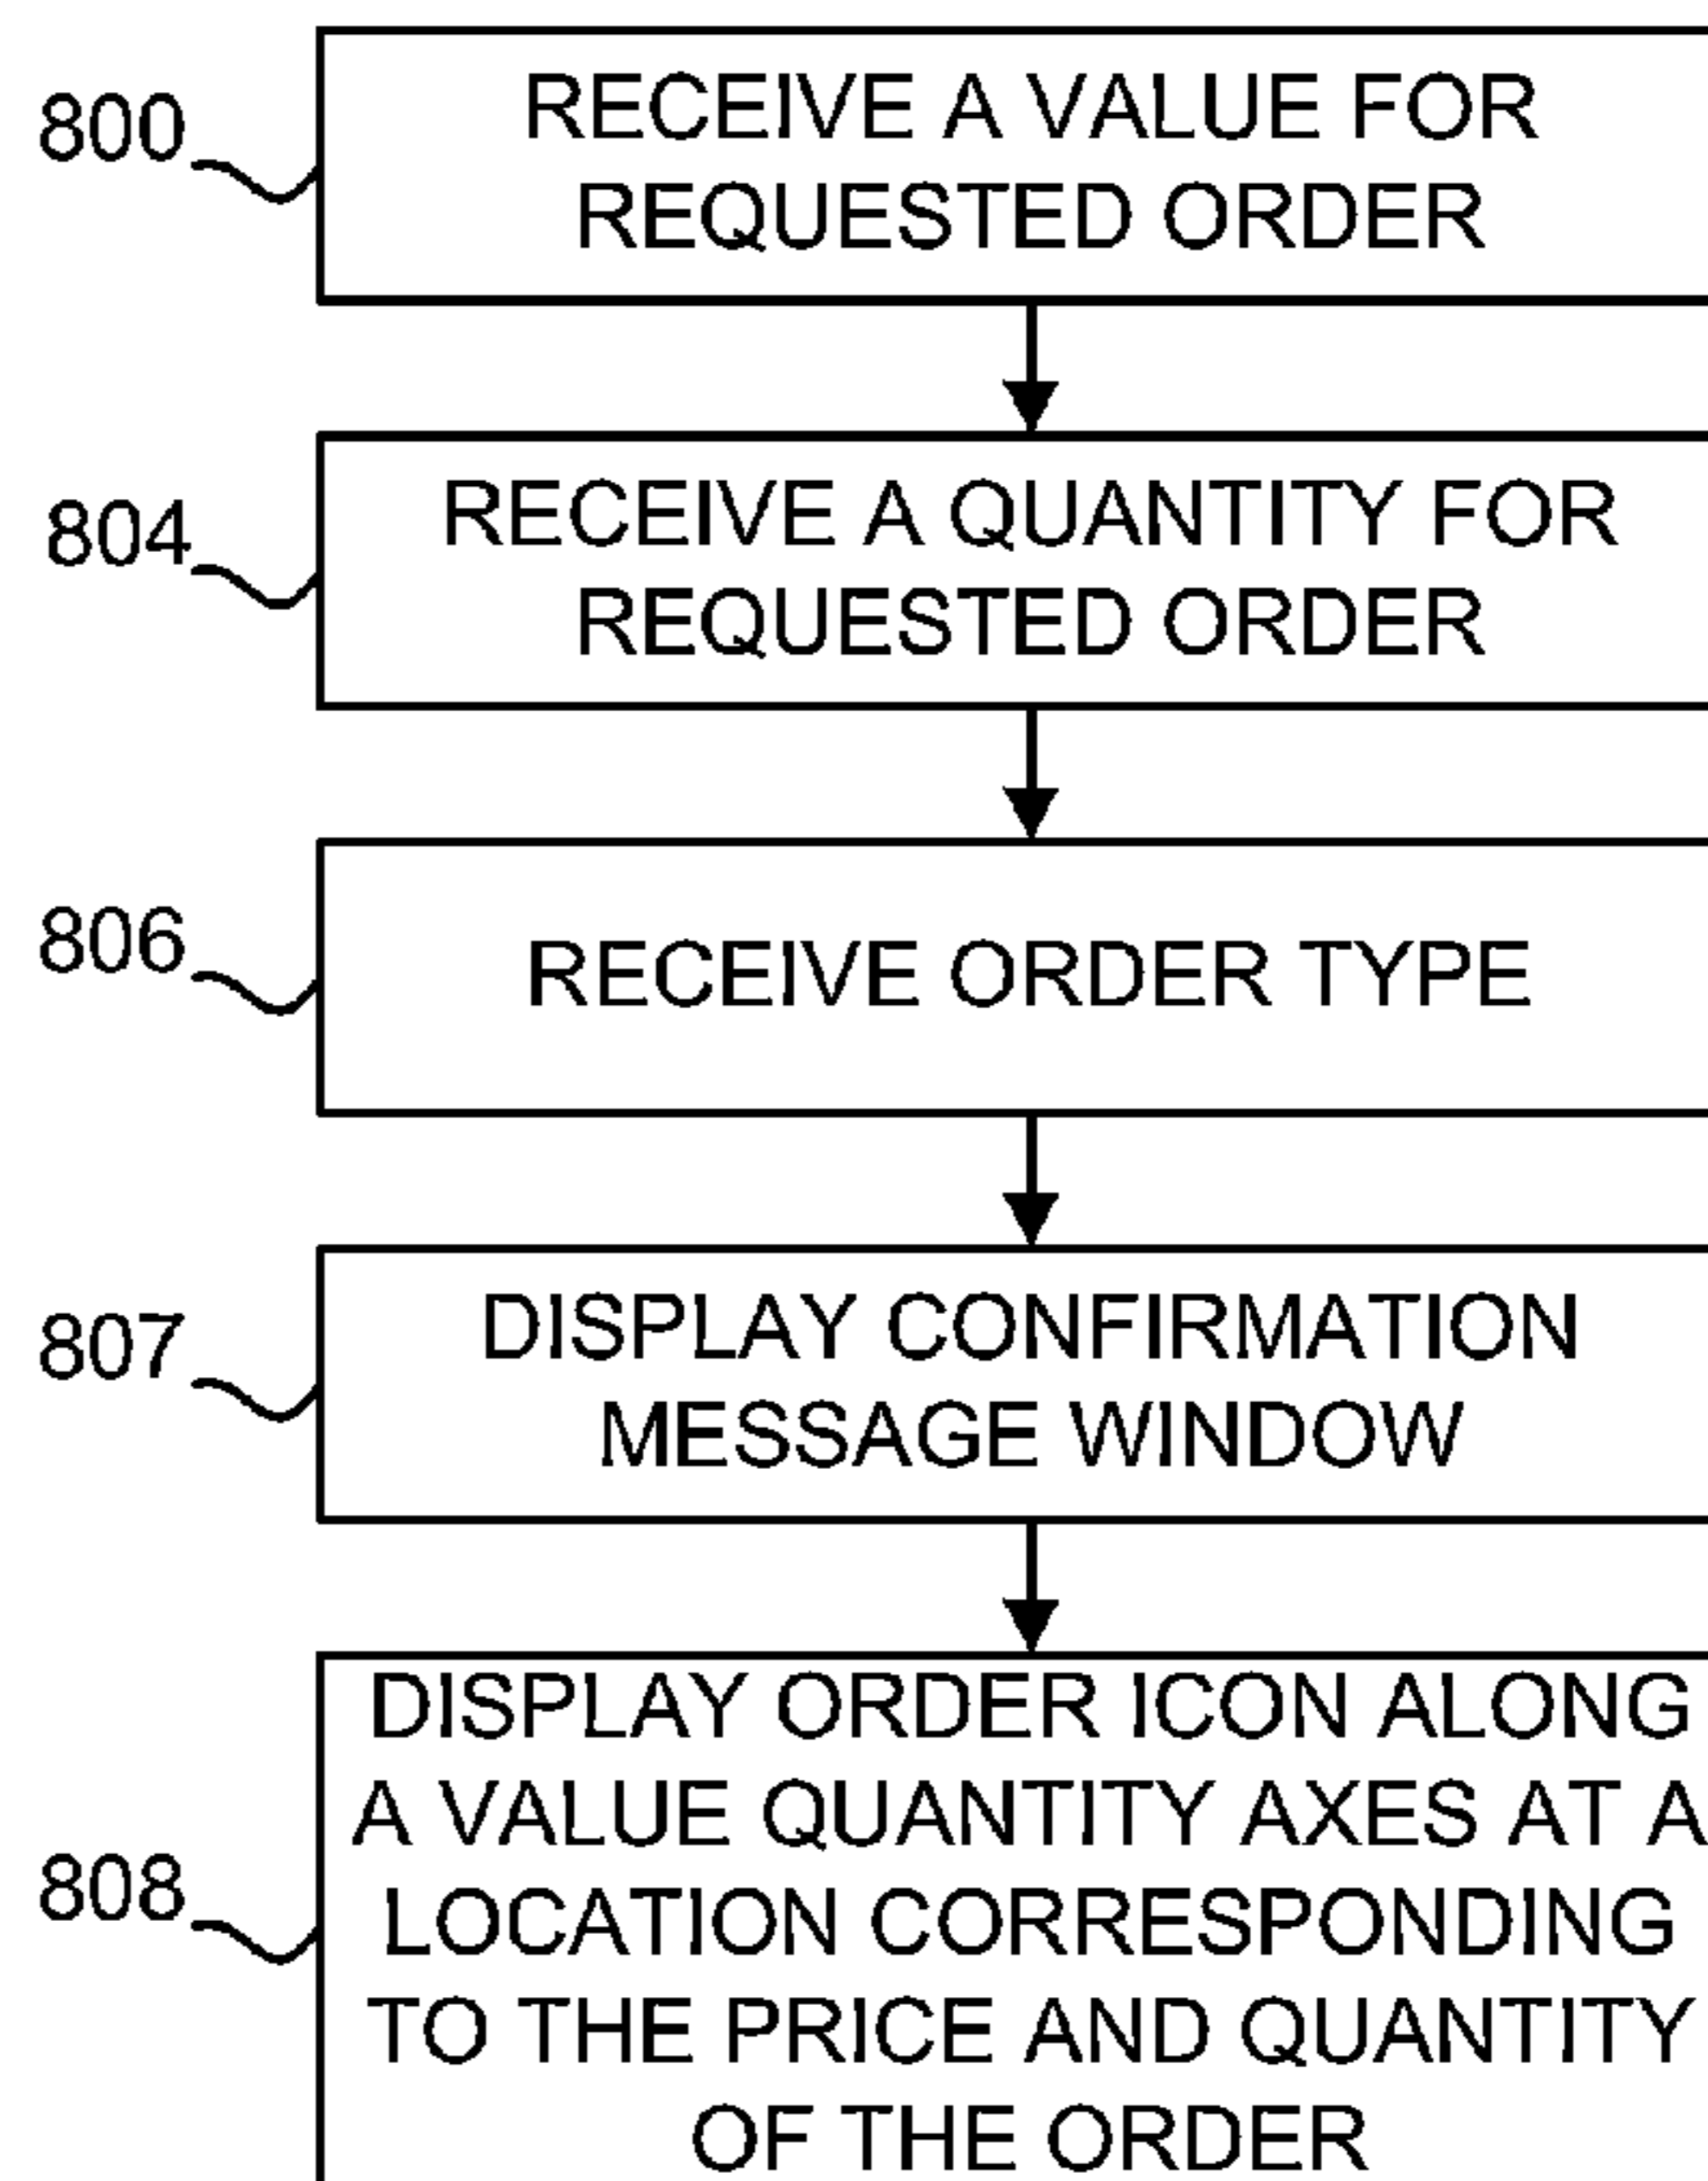 800
RECEIVE A VALUE FOR
REQUESTED ORDER
804
RECEIVE A QUANTITY FOR
REQUESTED ORDER
806
RECEIVE ORDER TYPE
807
DISPLAY CONFIRMATION
MESSAGE WINDOW
808
DISPLAY ORDER ICON ALONG
A VALUE QUANTITY AXES AT A
LOCATION CORRESPONDING
TO THE PRICE AND QUANTITY
OF THE ORDER